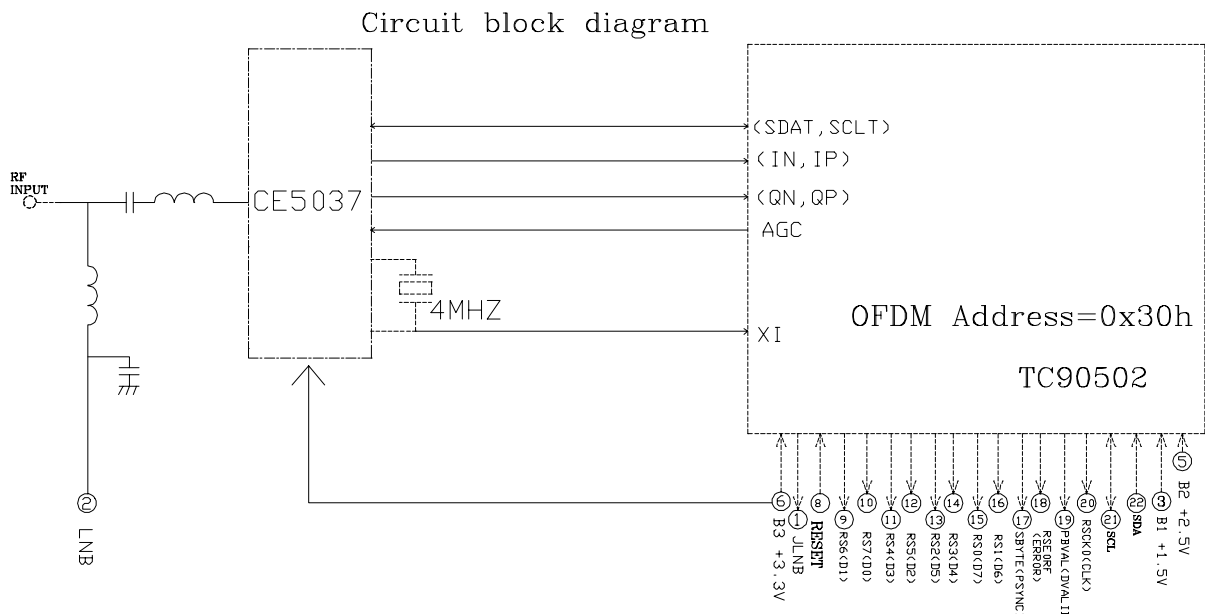 Circuit block diagram
RF
INPUT
CE5037
(SDAT,SCLT)
(IN,IP)
(QN,QP)
AGC
4MHZ
XI
OFDM Address=0x30h
TC90502
2 LNB
6 B3 +3.3V
1 JLNB
8 RESET
9 RS6(D1)
10 RS7(D0)
11 RS4(D3)
12 RS5(D2)
13 RS2(D5)
14 RS3(D4)
15 RS0(D7)
16 RS1(D6)
17 SBYTE(PSYNC
18 RSEORF
(ERROR)
19 PBVAL(DVALI
20 RSCKO(CLK)
21 SCL
22 SDA
3 B1 +1.5V
5 B2 +2.5V